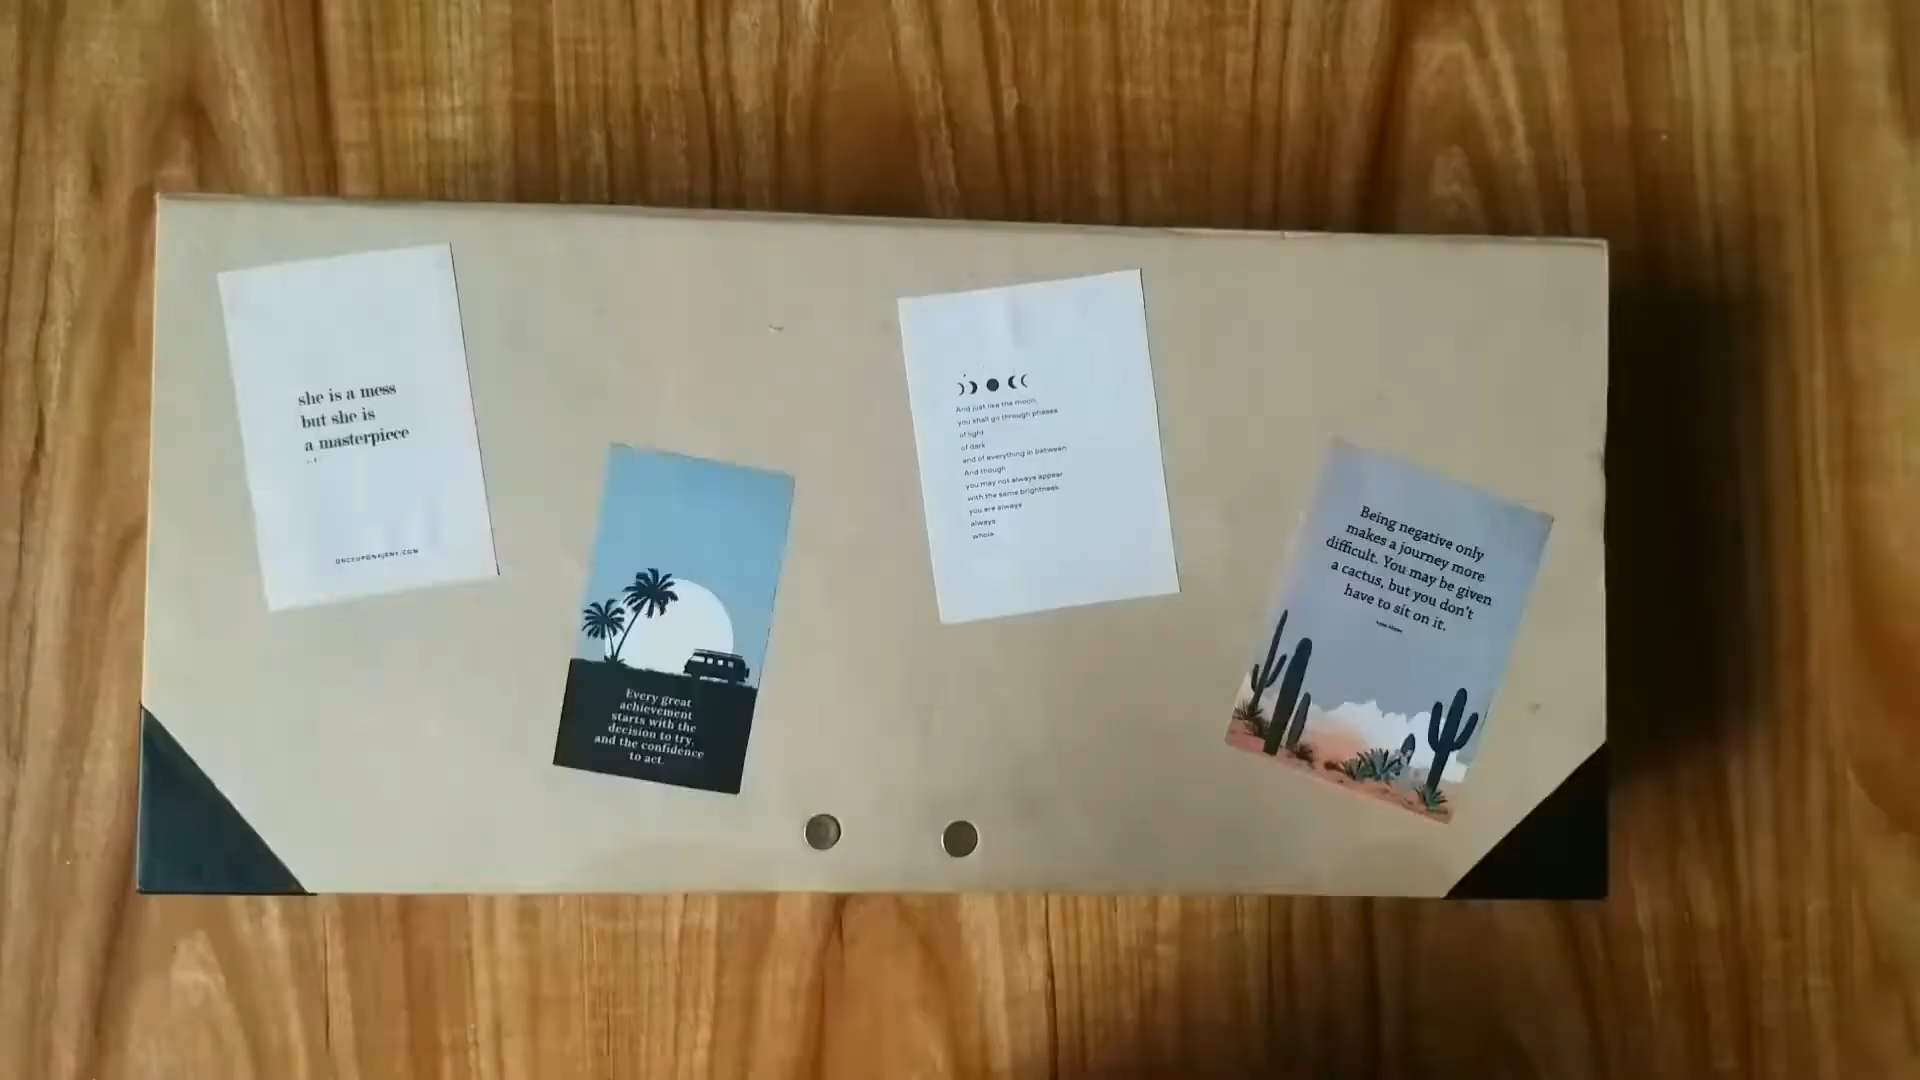 she is a mess
but she is
a masterpiece
ONCEUPONAJENY.COM
Every great
achievement
starts with the
decision to try,
and the confidence
to act.
And just like the moon,
you shall go through phases
of light
of dark
and of everything in between
And though
you may not always appear
with the same brightness,
you are always
always
whole
Being negative only
makes a journey more
difficult. You may be given
a cactus, but you don't
have to sit on it.